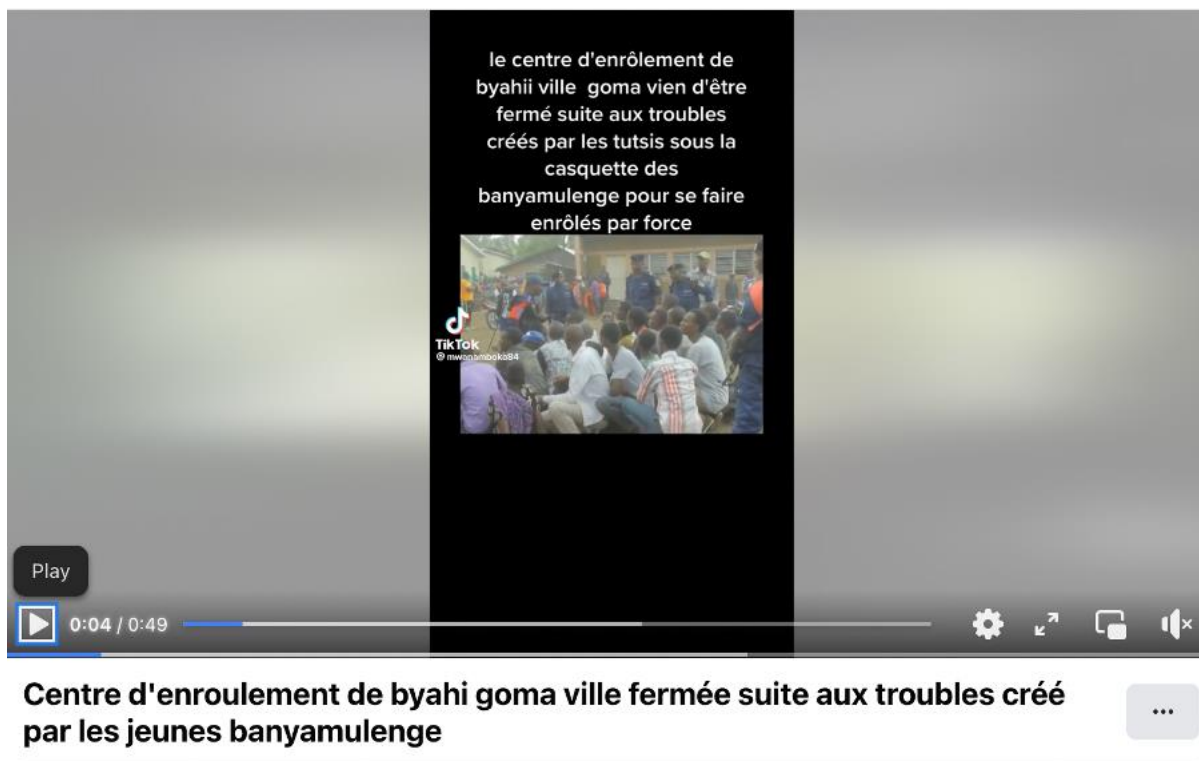 le centre d'enrôlement de
byahii ville goma vien d'être
fermé suite aux troubles
créés par les tutsis sous la
casquette des
banyamulenge pour se faire
enrôlés par force
TikTok
@mwanamboka84
Play
0:04 / 0:49
Centre d'enroulement de byahi goma ville fermée suite aux troubles créé
par les jeunes banyamulenge